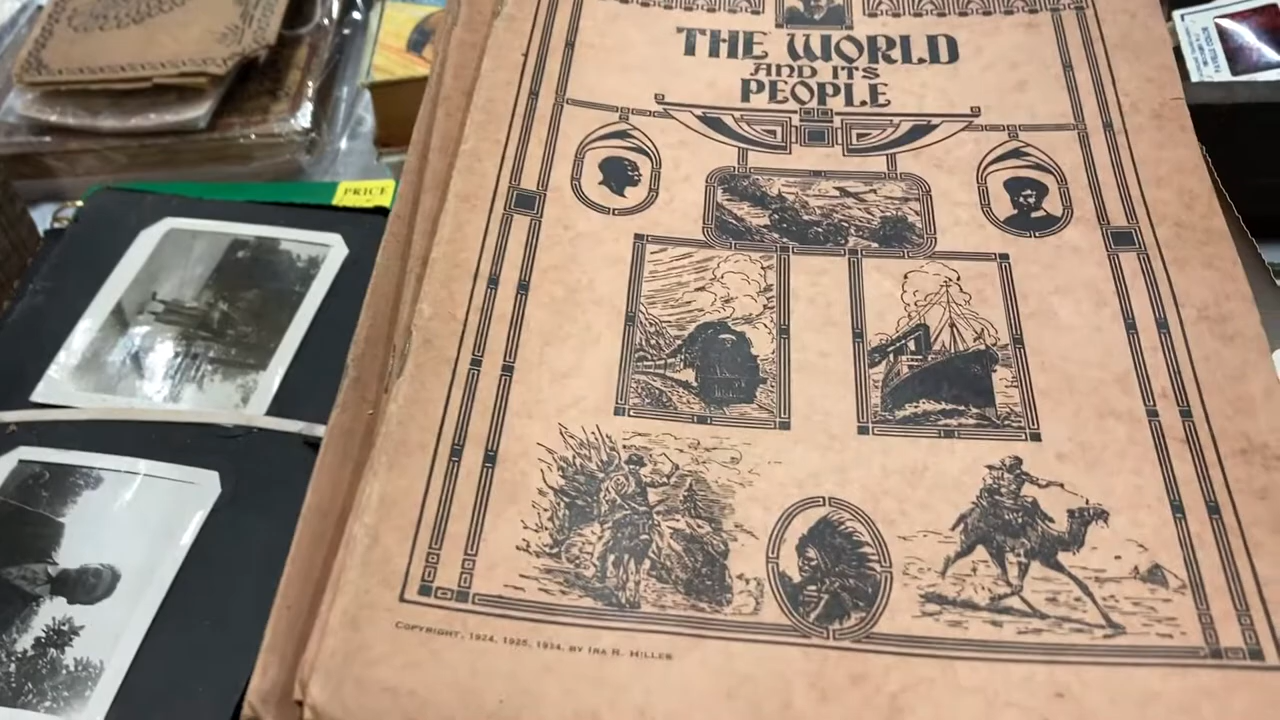 THE WORLD
AND ITS
PEOPLE
PRICE
COPYRIGHT, 1924, 1925, 1934, BY IRA R. HILLER